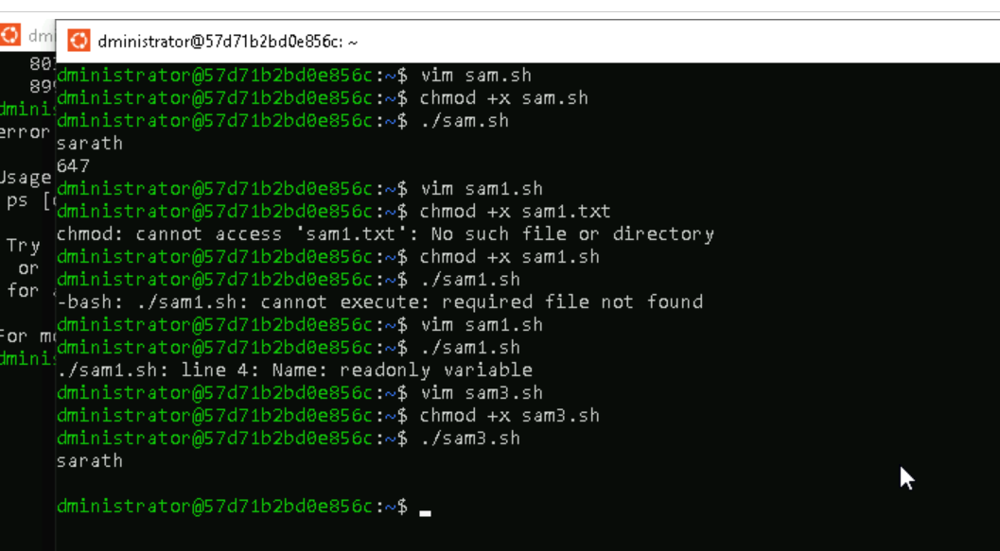 dmi
dministrator@57d71b2bd0e856c: ~
80
89
dminis
error
Usage
ps [
Try
or
for
For m
dminis
dministrator@57d71b2bd0e856c:~$ vim sam.sh
dministrator@57d71b2bd0e856c:~$ chmod +x sam.sh
dministrator@57d71b2bd0e856c:~$ ./sam.sh
sarath
647
dministrator@57d71b2bd0e856c:~$ vim sam1.sh
dministrator@57d71b2bd0e856c:~$ chmod +x sam1.txt
chmod: cannot access 'sam1.txt': No such file or directory
dministrator@57d71b2bd0e856c:~$ chmod +x sam1.sh
dministrator@57d71b2bd0e856c:~$ ./sam1.sh
-bash: ./sam1.sh: cannot execute: required file not found
dministrator@57d71b2bd0e856c:~$ vim sam1.sh
dministrator@57d71b2bd0e856c:~$ ./sam1.sh
./sam1.sh: line 4: Name: readonly variable
dministrator@57d71b2bd0e856c:~$ vim sam3.sh
dministrator@57d71b2bd0e856c:~$ chmod +x sam3.sh
dministrator@57d71b2bd0e856c:~$ ./sam3.sh
sarath
dministrator@57d71b2bd0e856c:~$